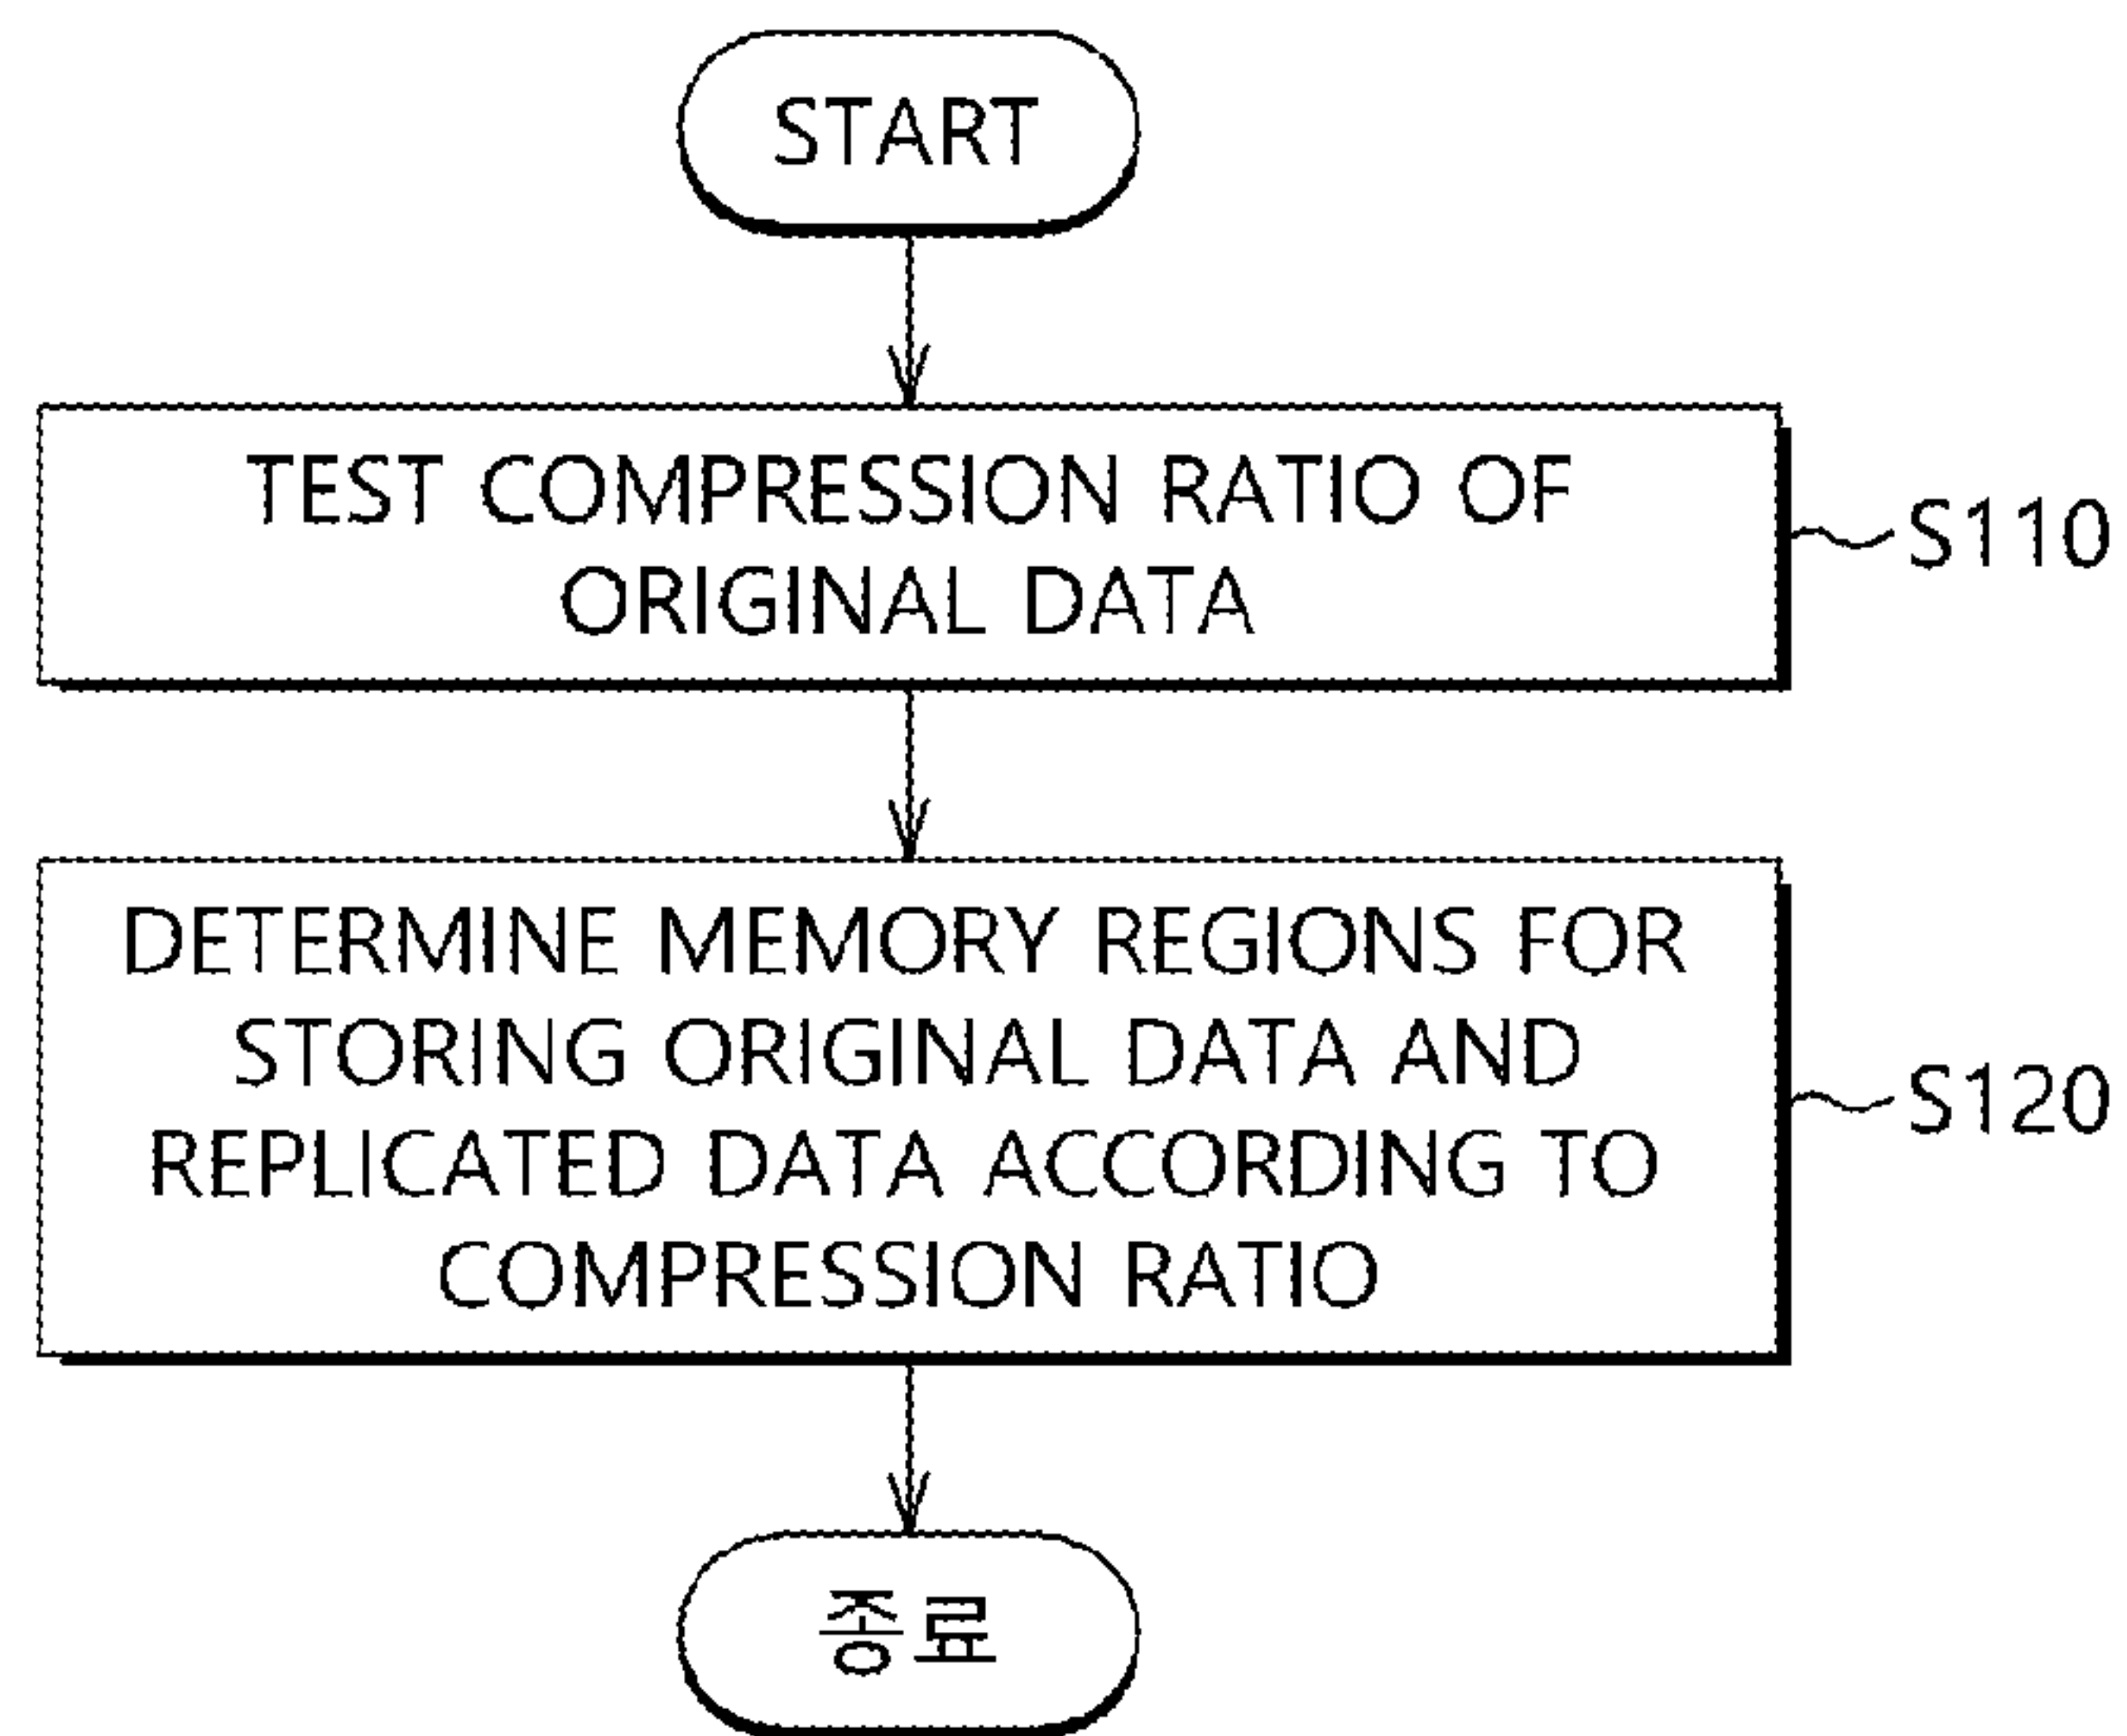 START
TEST COMPRESSION RATIO OF
ORIGINAL DATA
S110
DETERMINE MEMORY REGIONS FOR
STORING ORIGINAL DATA AND
REPLICATED DATA ACCORDING TO
COMPRESSION RATIO
S120
종료